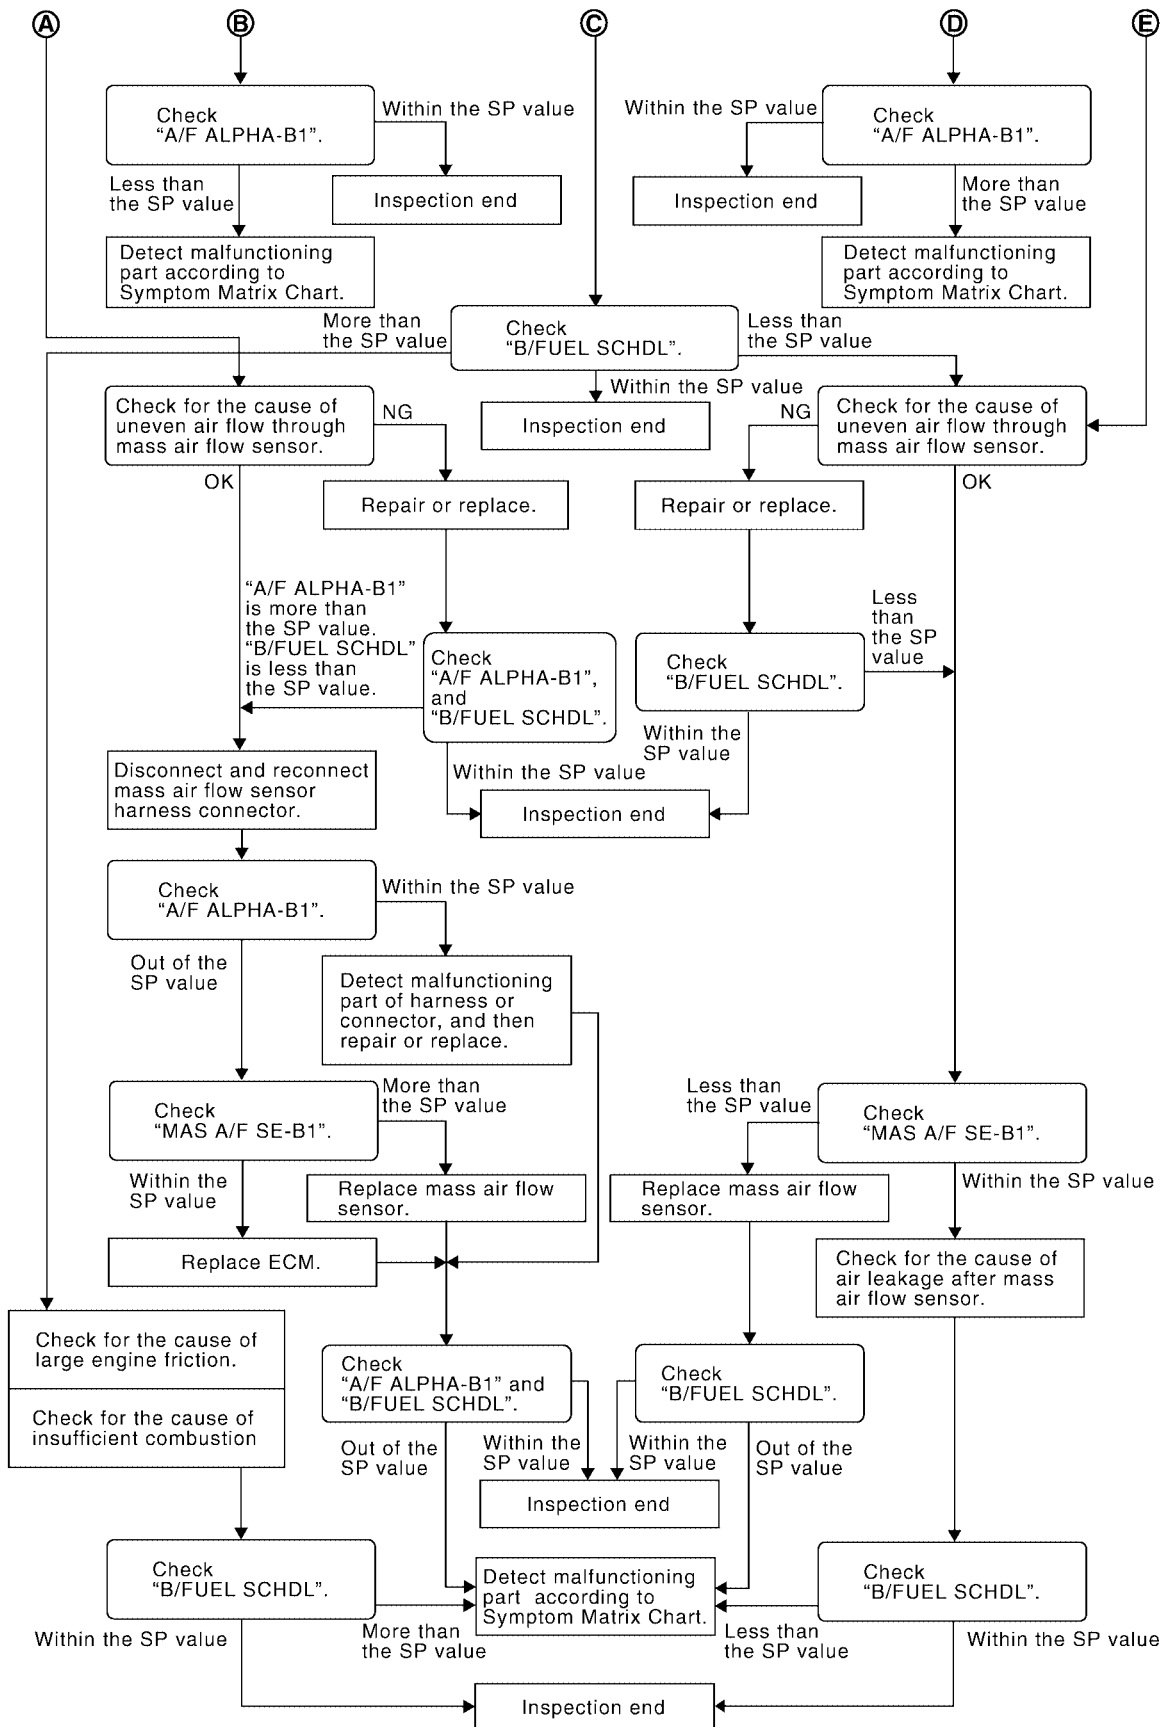 A
B
C
D
E
Check
“A/F ALPHA-B1”.
Within the SP value
Less than
the SP value
Inspection end
Detect malfunctioning
part according to
Symptom Matrix Chart.
Within the SP value
Check
“A/F ALPHA-B1”.
Inspection end
More than
the SP value
Detect malfunctioning
part according to
Symptom Matrix Chart.
More than
the SP value
Check
“B/FUEL SCHDL”.
Less than
the SP value
Within the SP value
Inspection end
Check for the cause of
uneven air flow through
mass air flow sensor.
NG
OK
Repair or replace.
NG
Check for the cause of
uneven air flow through
mass air flow sensor.
OK
Repair or replace.
“A/F ALPHA-B1”
is more than
the SP value.
“B/FUEL SCHDL”
is less than
the SP value.
Check
“A/F ALPHA-B1”,
and
“B/FUEL SCHDL”.
Check
“B/FUEL SCHDL”.
Less
than
the SP
value
Within the SP value
Within the
SP value
Inspection end
Disconnect and reconnect
mass air flow sensor
harness connector.
Check
“A/F ALPHA-B1”.
Within the SP value
Out of the
SP value
Detect malfunctioning
part of harness or
connector, and then
repair or replace.
Check
“MAS A/F SE-B1”.
More than
the SP value
Within the
SP value
Replace mass air flow
sensor.
Replace ECM.
Less than
the SP value
Check
“MAS A/F SE-B1”.
Replace mass air flow
sensor.
Within the SP value
Check for the cause of
air leakage after mass
air flow sensor.
Check for the cause of
large engine friction.
Check for the cause of
insufficient combustion
Check
“A/F ALPHA-B1” and
“B/FUEL SCHDL”.
Check
“B/FUEL SCHDL”.
Out of the
SP value
Within the
SP value
Within the
SP value
Out of the
SP value
Inspection end
Check
“B/FUEL SCHDL”.
Detect malfunctioning
part according to
Symptom Matrix Chart.
Check
“B/FUEL SCHDL”.
Within the SP value
More than
the SP value
Less than
the SP value
Within the SP value
Inspection end